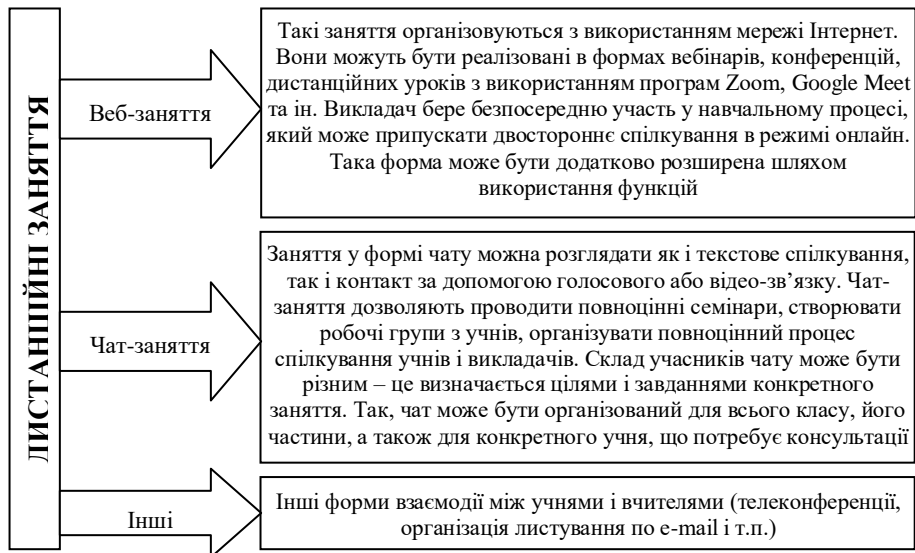 ДИСТАНЦІЙНІ ЗАНЯТТЯ
Веб-заняття
Такі заняття організовуються з використанням мережі Інтернет.
Вони можуть бути реалізовані в формах вебінарів, конференцій,
дистанційних уроків з використанням програм Zoom, Google Meet
та ін. Викладач бере безпосередню участь у навчальному процесі,
який може припускати двостороннє спілкування в режимі онлайн.
Така форма може бути додатково розширена шляхом
використання функцій
Чат-заняття
Заняття у формі чату можна розглядати як і текстове спілкування,
так і контакт за допомогою голосового або відео-зв’язку. Чат-
заняття дозволяють проводити повноцінні семінари, створювати
робочі групи з учнів, організувати повноцінний процес
спілкування учнів і викладачів. Склад учасників чату може бути
різним – це визначається цілями і завданнями конкретного
заняття. Так, чат може бути організований для всього класу, його
частини, а також для конкретного учня, що потребує консультації
Інші
Інші форми взаємодії між учнями і вчителями (телеконференції,
організація листування по e-mail і т.п.)